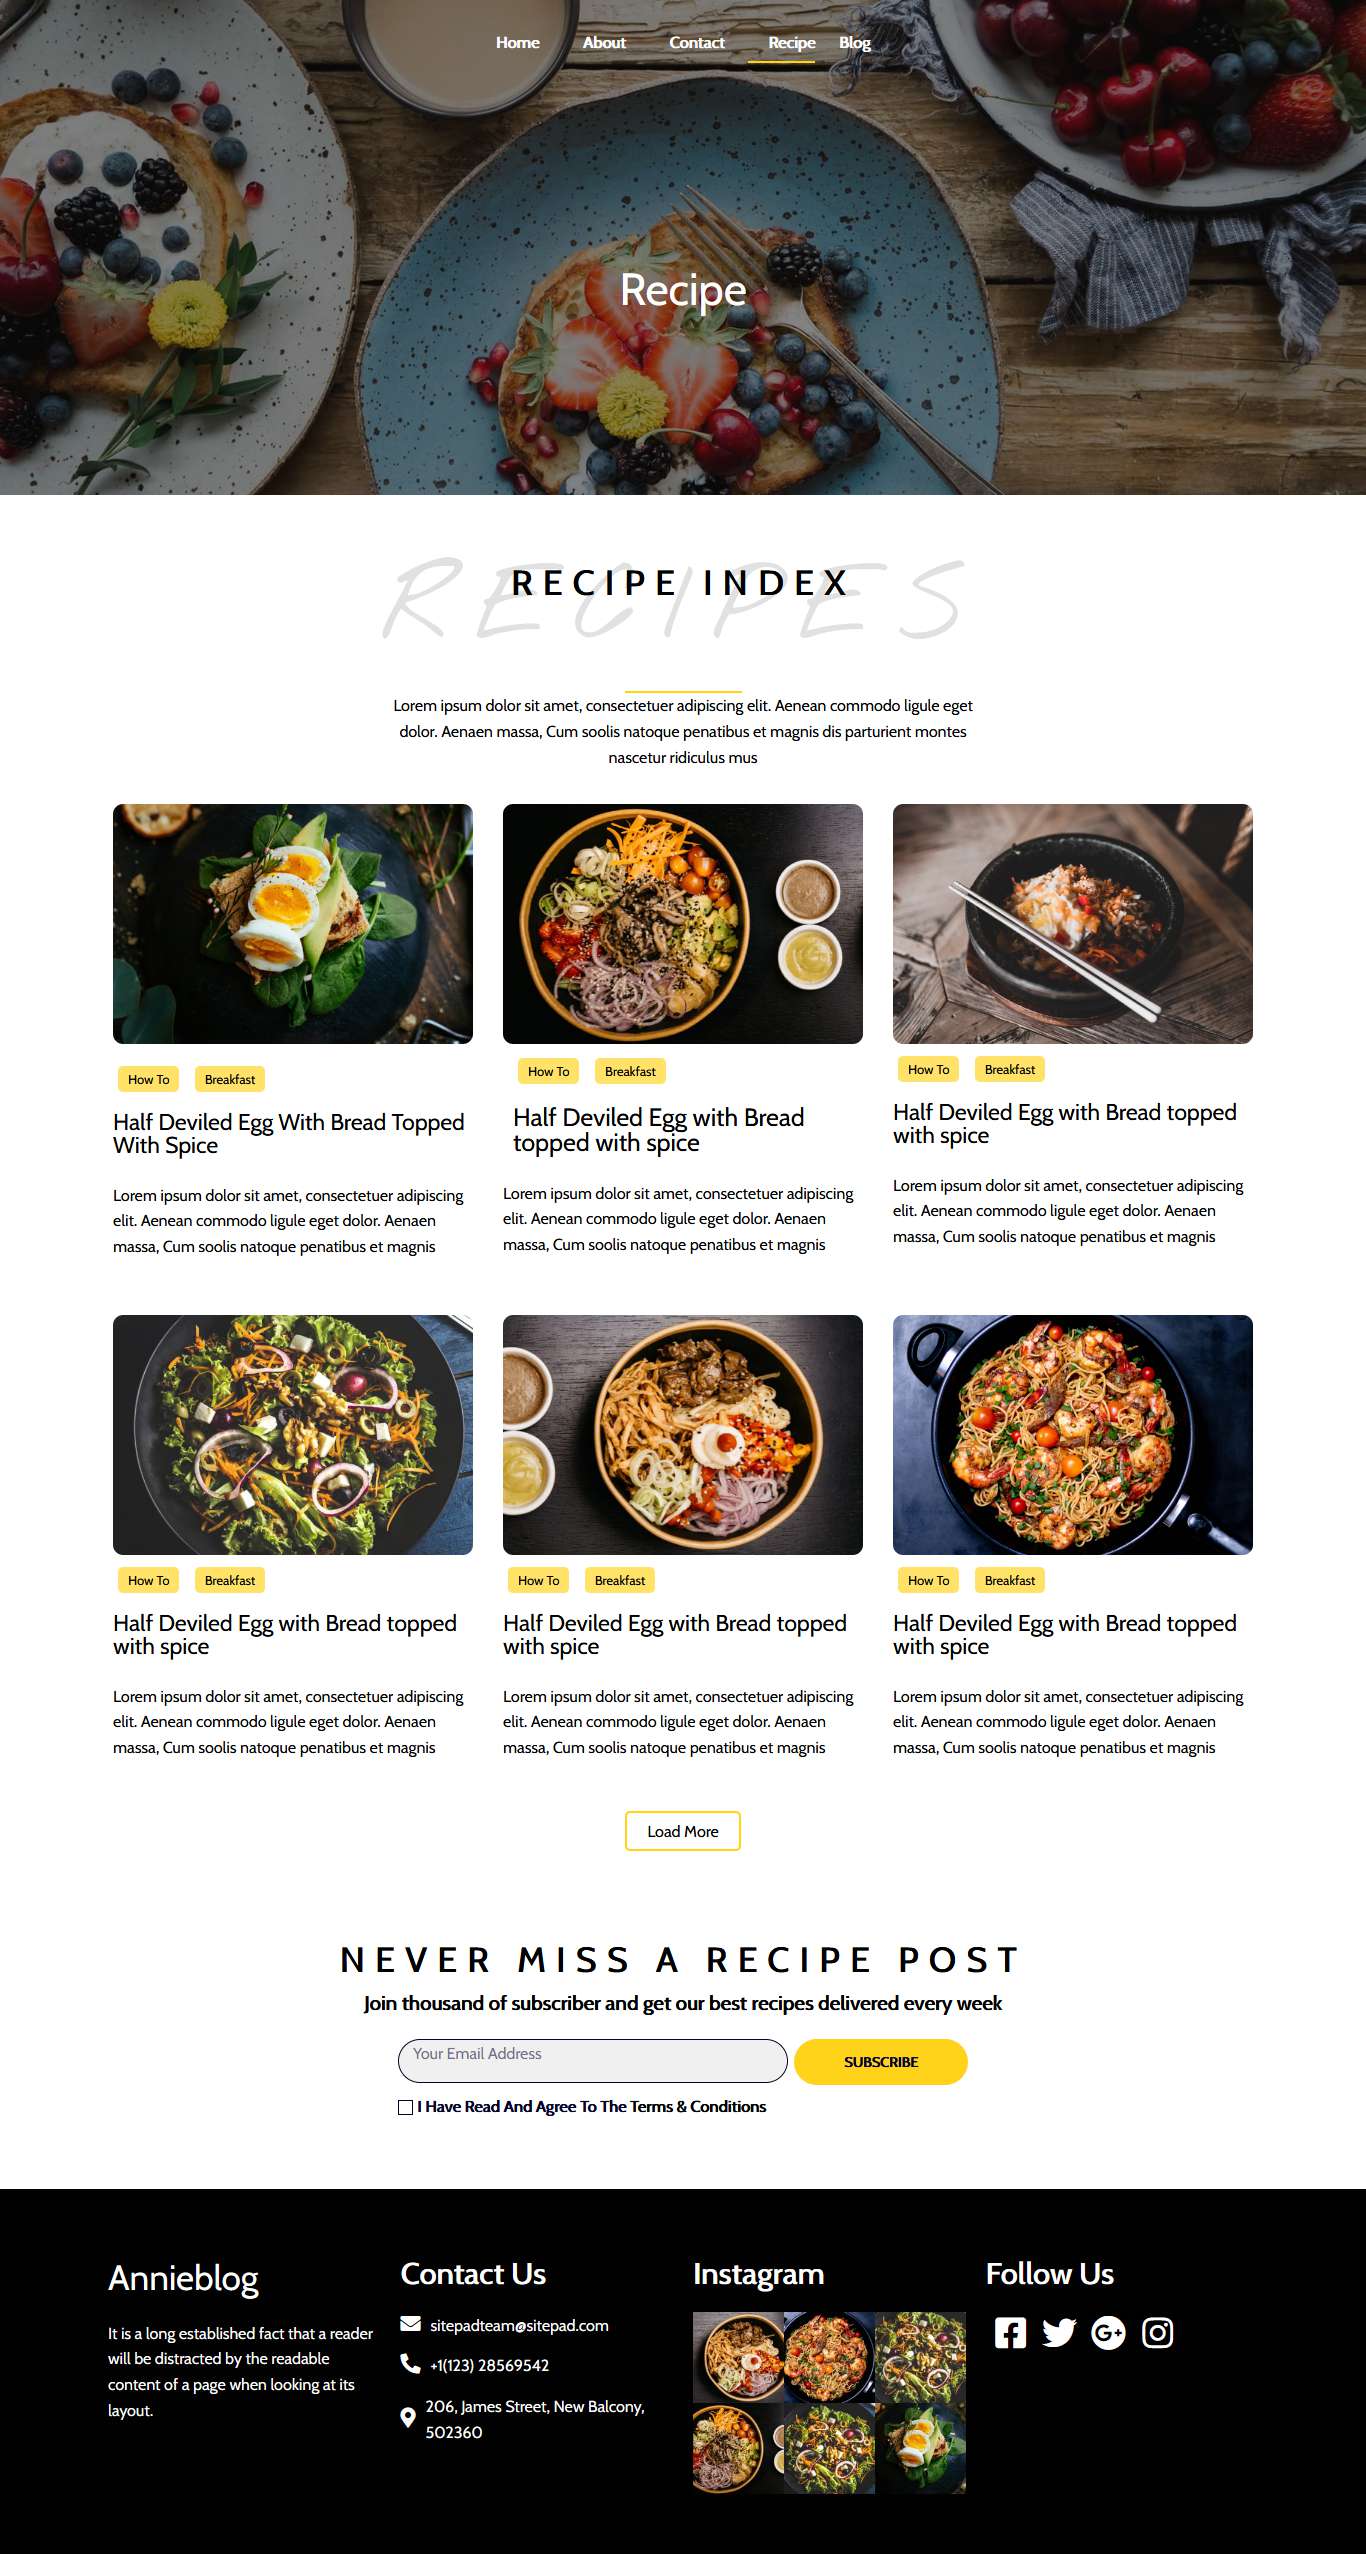 Home About Contact Recipe Blog
Recipe
RECIPES
RECIPE INDEX
Lorem ipsum dolor sit amet, consectetuer adipiscing elit. Aenean commodo ligule eget
dolor. Aenaen massa, Cum soolis natoque penatibus et magnis dis parturient montes
nascetur ridiculus mus
How To Breakfast
Half Deviled Egg With Bread Topped
With Spice
Lorem ipsum dolor sit amet, consectetuer adipiscing
elit. Aenean commodo ligule eget dolor. Aenaen
massa, Cum soolis natoque penatibus et magnis
How To Breakfast
Half Deviled Egg with Bread
topped with spice
Lorem ipsum dolor sit amet, consectetuer adipiscing
elit. Aenean commodo ligule eget dolor. Aenaen
massa, Cum soolis natoque penatibus et magnis
How To Breakfast
Half Deviled Egg with Bread topped
with spice
Lorem ipsum dolor sit amet, consectetuer adipiscing
elit. Aenean commodo ligule eget dolor. Aenaen
massa, Cum soolis natoque penatibus et magnis
How To Breakfast
Half Deviled Egg with Bread topped
with spice
Lorem ipsum dolor sit amet, consectetuer adipiscing
elit. Aenean commodo ligule eget dolor. Aenaen
massa, Cum soolis natoque penatibus et magnis
How To Breakfast
Half Deviled Egg with Bread topped
with spice
Lorem ipsum dolor sit amet, consectetuer adipiscing
elit. Aenean commodo ligule eget dolor. Aenaen
massa, Cum soolis natoque penatibus et magnis
How To Breakfast
Half Deviled Egg with Bread topped
with spice
Lorem ipsum dolor sit amet, consectetuer adipiscing
elit. Aenean commodo ligule eget dolor. Aenaen
massa, Cum soolis natoque penatibus et magnis
Load More
NEVER MISS A RECIPE POST
Join thousand of subscriber and get our best recipes delivered every week
Your Email Address
SUBSCRIBE
I Have Read And Agree To The Terms & Conditions
Annieblog
It is a long established fact that a reader
will be distracted by the readable
content of a page when looking at its
layout.
Contact Us
sitepadteam@sitepad.com
+1(123) 28569542
206, James Street, New Balcony,
502360
Instagram
Follow Us
G+